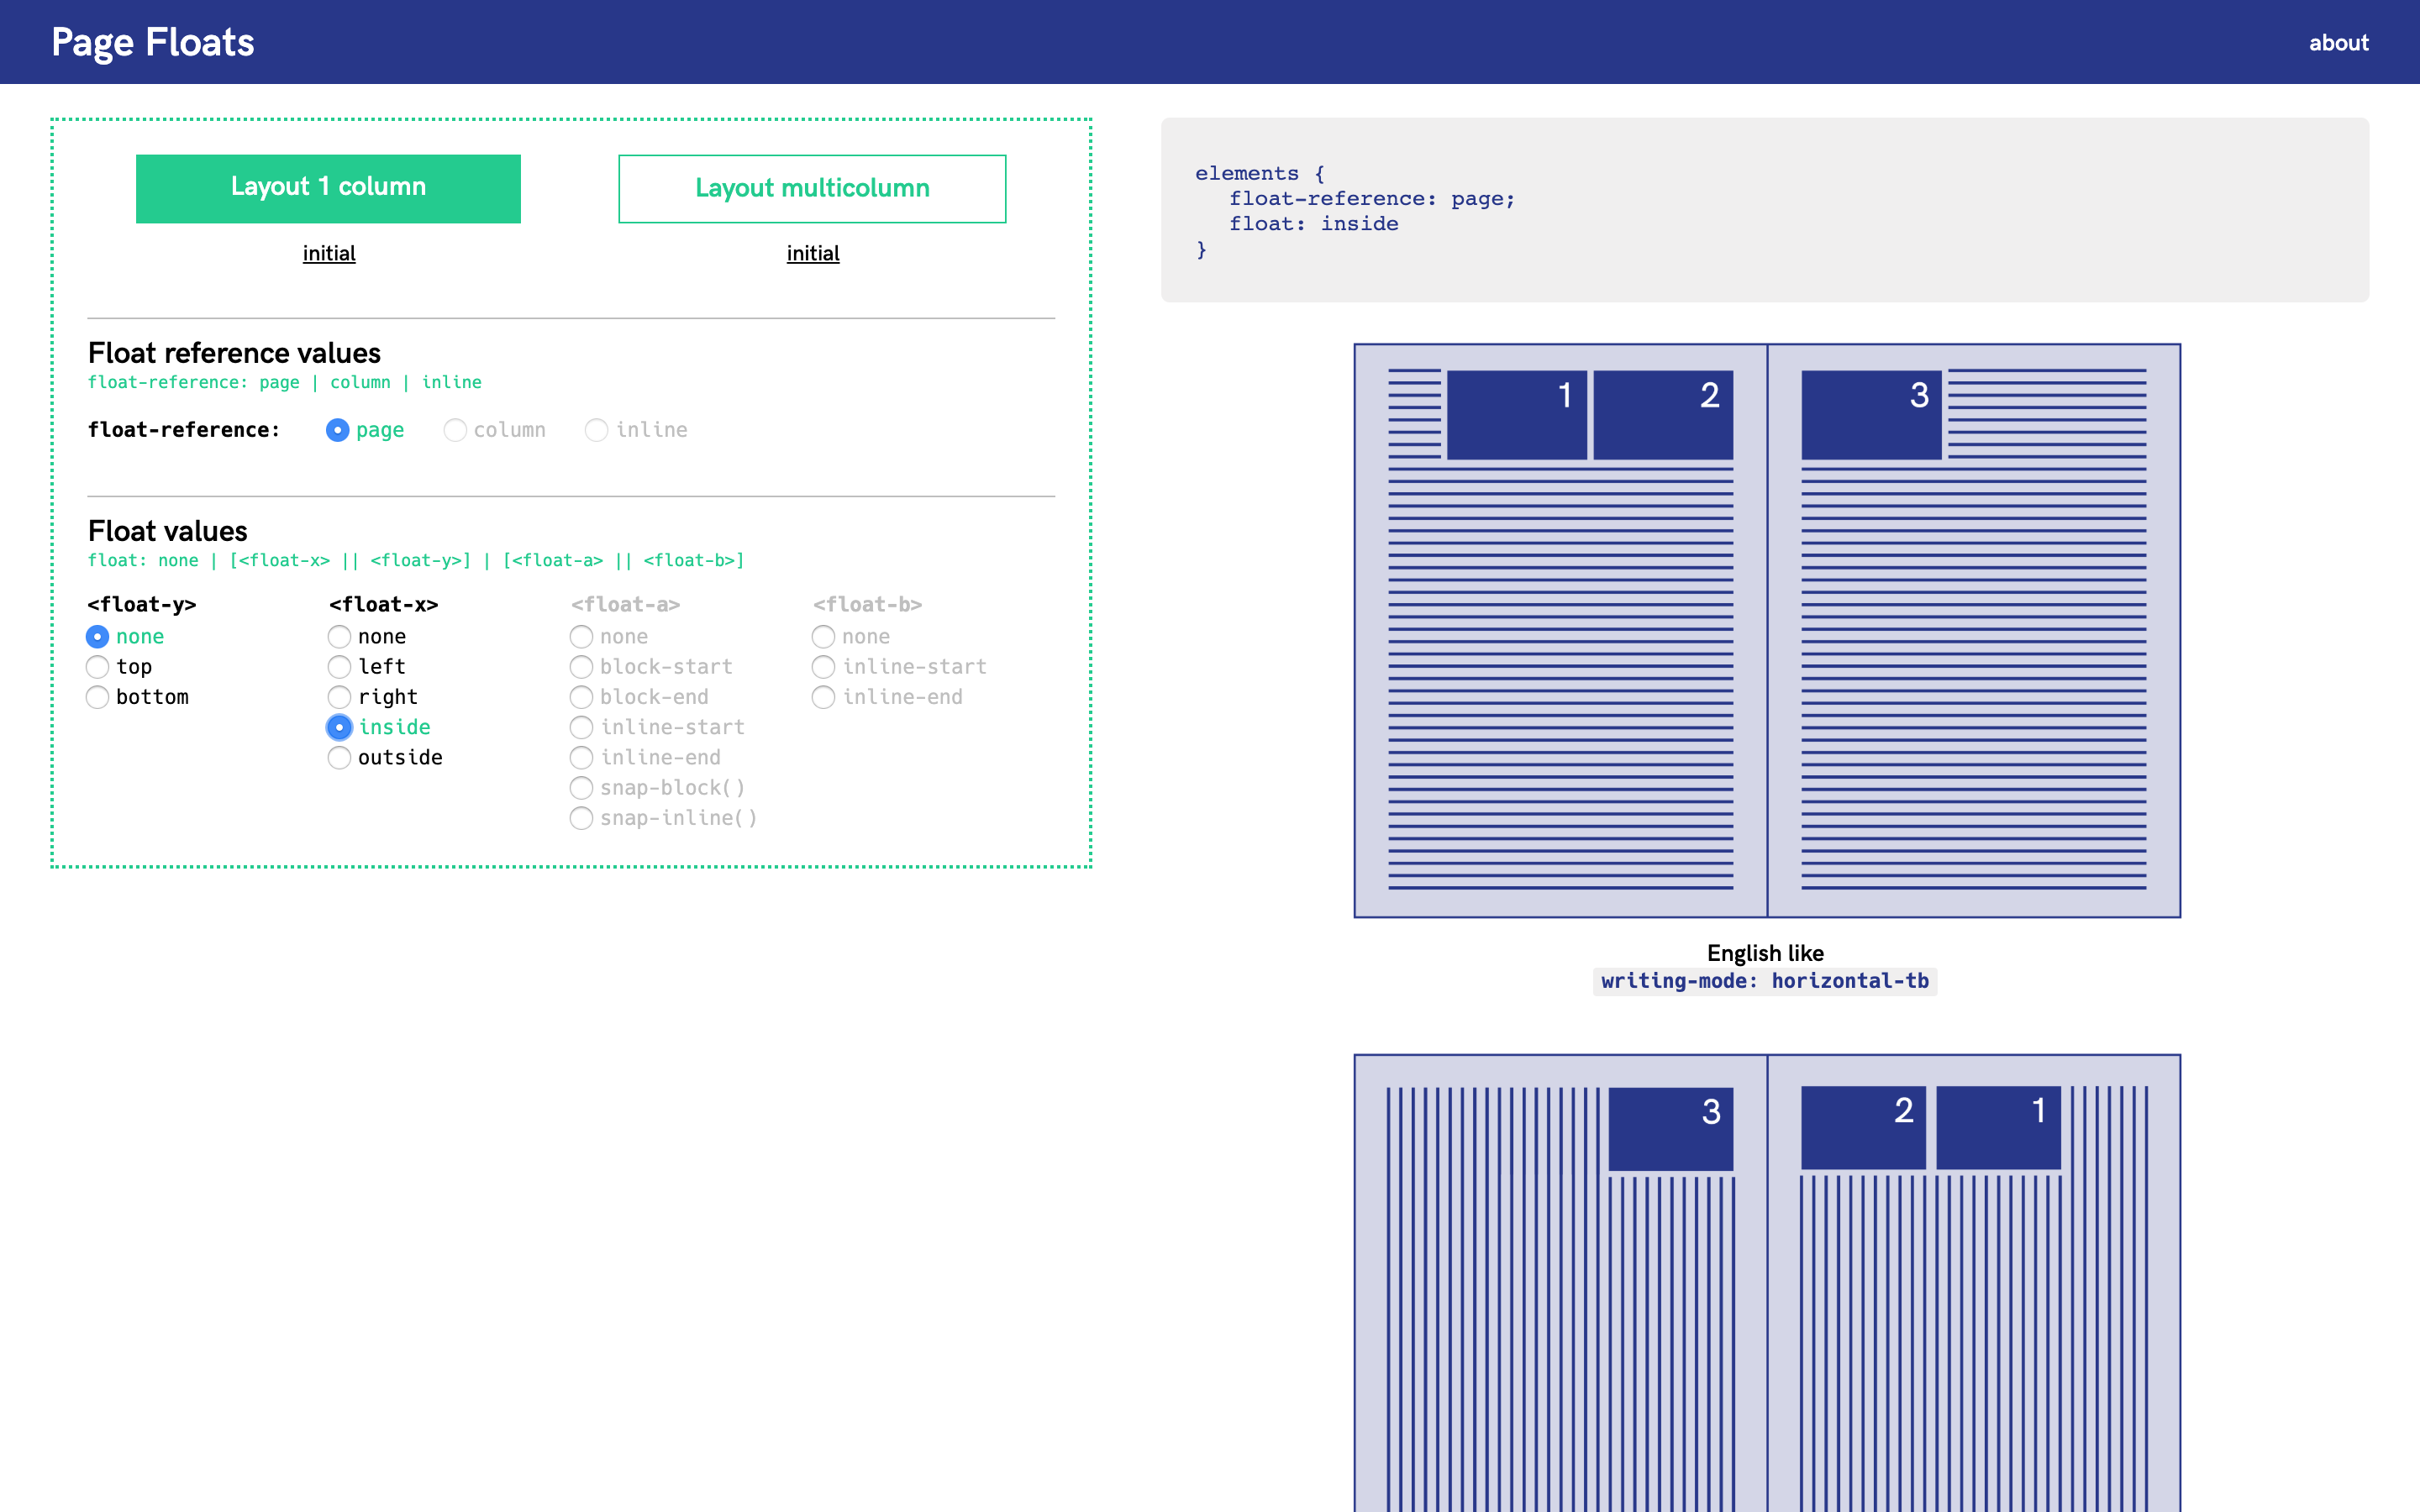 Page Floats
about
Layout 1 column
Layout multicolumn
initial
initial
Float reference values
float-reference: page | column | inline
float-reference: page column inline
Float values
float: none | [<float-x> || <float-y>] | [<float-a> || <float-b>]
<float-y>
none
top
bottom
<float-x>
none
left
right
inside
outside
<float-a>
none
block-start
block-end
inline-start
inline-end
snap-block()
snap-inline()
<float-b>
none
inline-start
inline-end
elements {
float-reference: page;
float: inside
}
1 2 3
English like
writing-mode: horizontal-tb
3 2 1